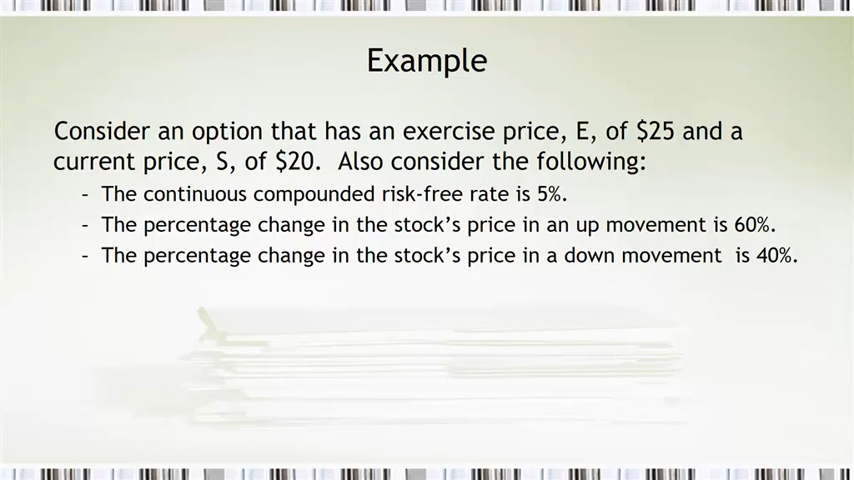 Example
Consider an option that has an exercise price, E, of $25 and a
current price, S, of $20.  Also consider the following:
– The continuous compounded risk-free rate is 5%.
– The percentage change in the stock’s price in an up movement is 60%.
– The percentage change in the stock’s price in a down movement  is 40%.